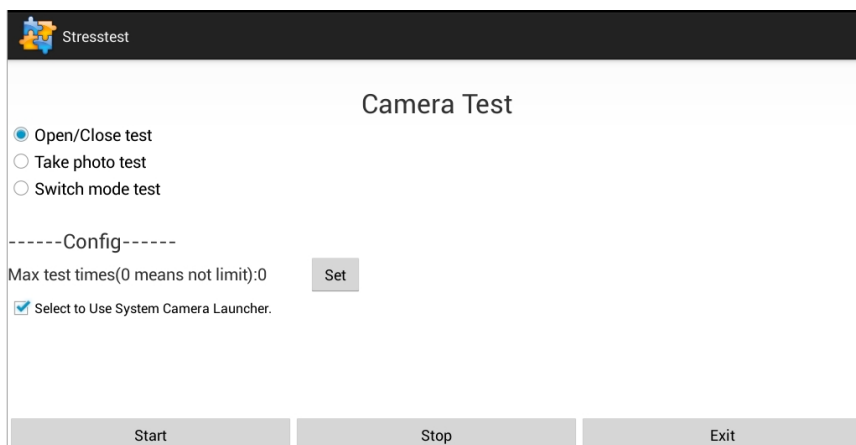 Stresstest
Camera Test
Open/Close test
Take photo test
Switch mode test
------Config------
Max test times(0 means not limit):0 Set
Select to Use System Camera Launcher.
Start Stop Exit